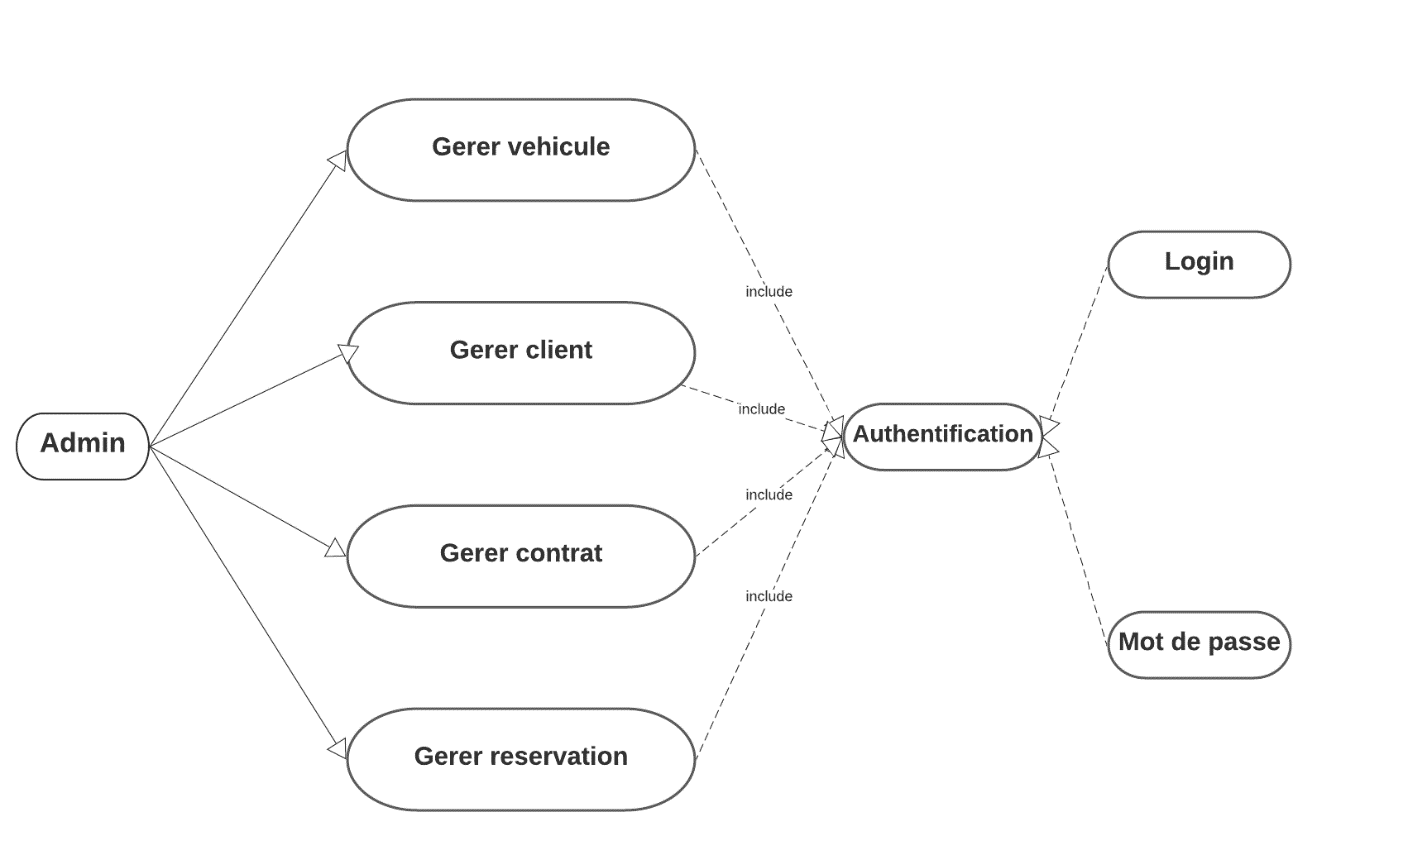 Gerer vehicule
Login
include
Gerer client
include
Admin
Authentification
include
Gerer contrat
include
Mot de passe
Gerer reservation